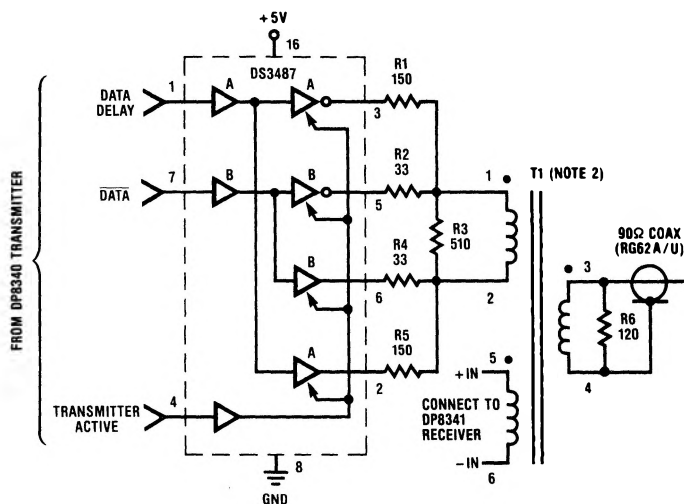 +5V
16
DS3487
DATA
DELAY
1
A
A
3
R1
150
DATA
7
B
B
5
R2
33
1
T1 (NOTE 2)
R3
510
90Ω COAX
(RG62A/U)
B
6
R4
33
2
3
R6
120
4
A
2
R5
150
5
+IN
CONNECT TO
DP8341
RECEIVER
-IN
6
TRANSMITTER
ACTIVE
4
8
GND
FROM DP8340 TRANSMITTER